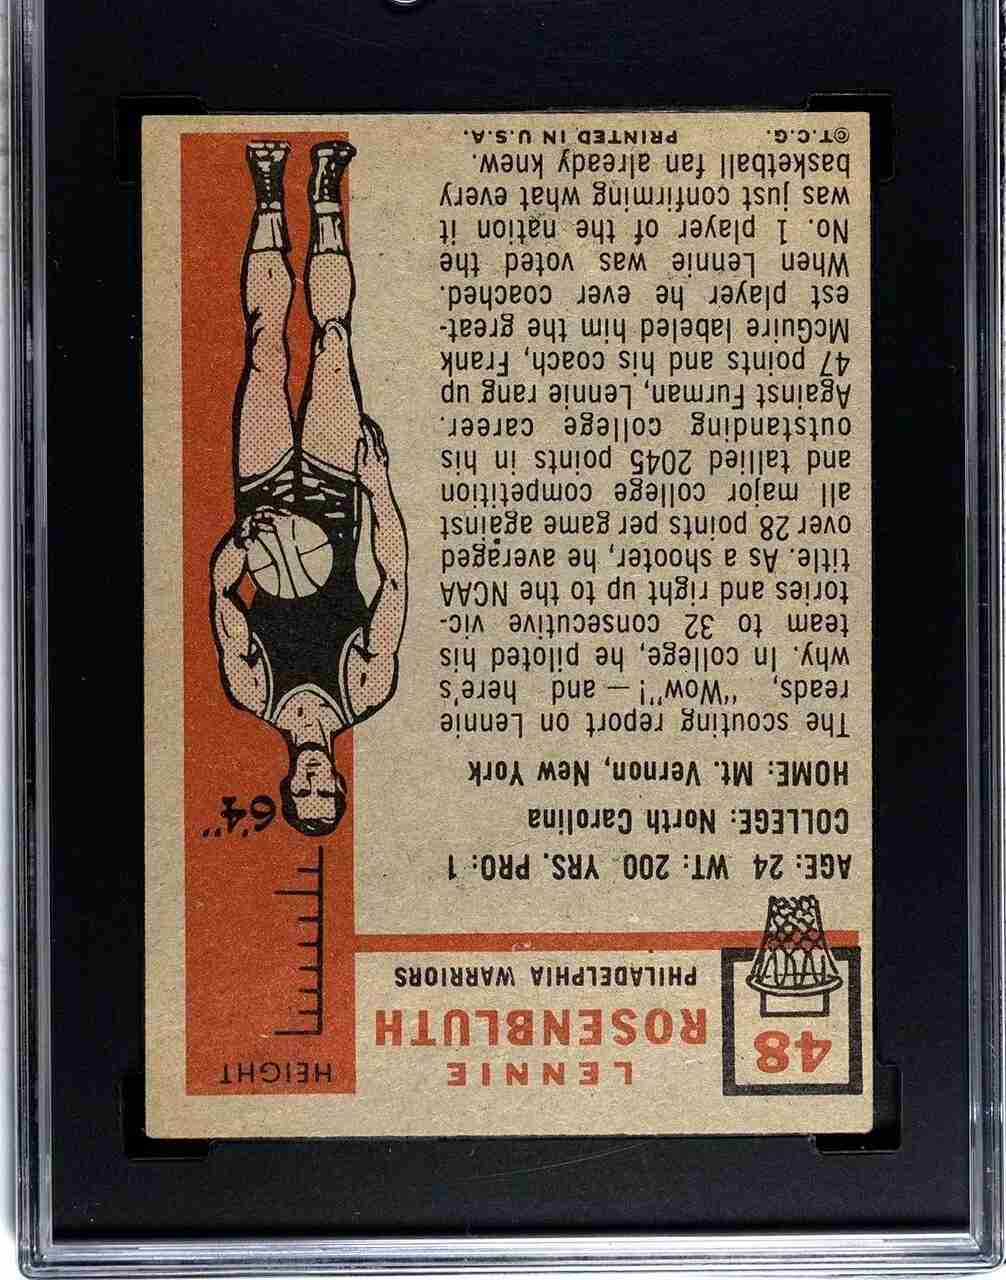 48
LENNIE
ROSENBLUTH
PHILADELPHIA WARRIORS
HEIGHT
6'4"
AGE: 24 WT: 200 YRS. PRO: 1
COLLEGE: North Carolina
HOME: Mt. Vernon, New York
The scouting report on Lennie
reads, "Wow"! — and here's
why. In college, he piloted his
team to 32 consecutive vic-
tories and right up to the NCAA
title. As a shooter, he averaged
over 28 points per game against
all major college competition
and tallied 2045 points in his
outstanding college career.
Against Furman, Lennie rang up
47 points and his coach, Frank
McGuire labeled him the great-
est player he ever coached.
When Lennie was voted the
No. 1 player of the nation it
was just confirming what every
basketball fan already knew.
©T.C.G. PRINTED IN U.S.A.